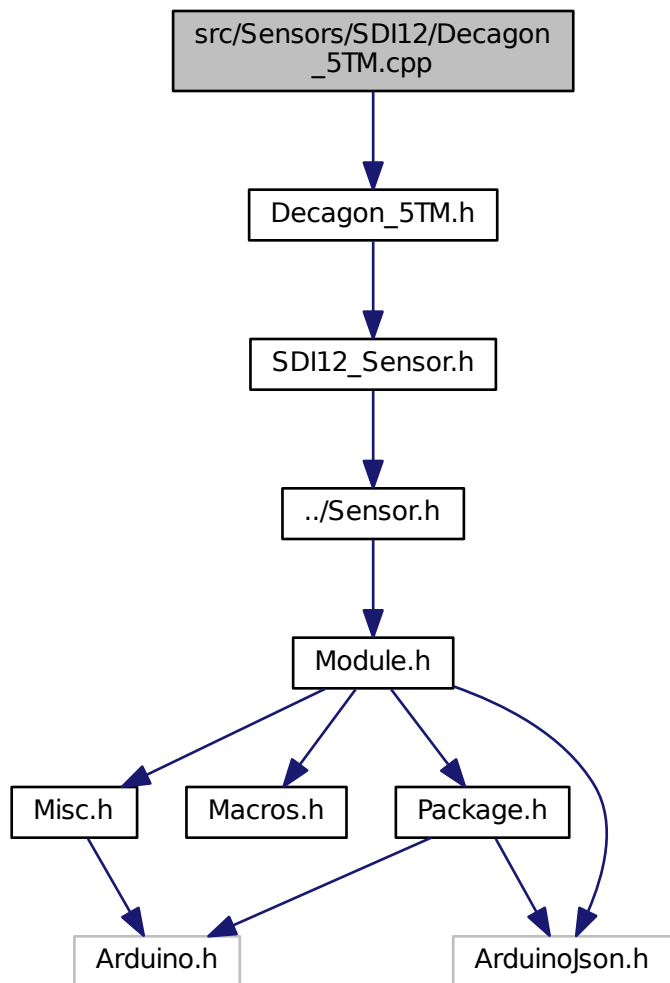 src/Sensors/SDI12/Decagon
_5TM.cpp
Decagon_5TM.h
SDI12_Sensor.h
../Sensor.h
Module.h
Misc.h
Macros.h
Package.h
Arduino.h
ArduinoJson.h